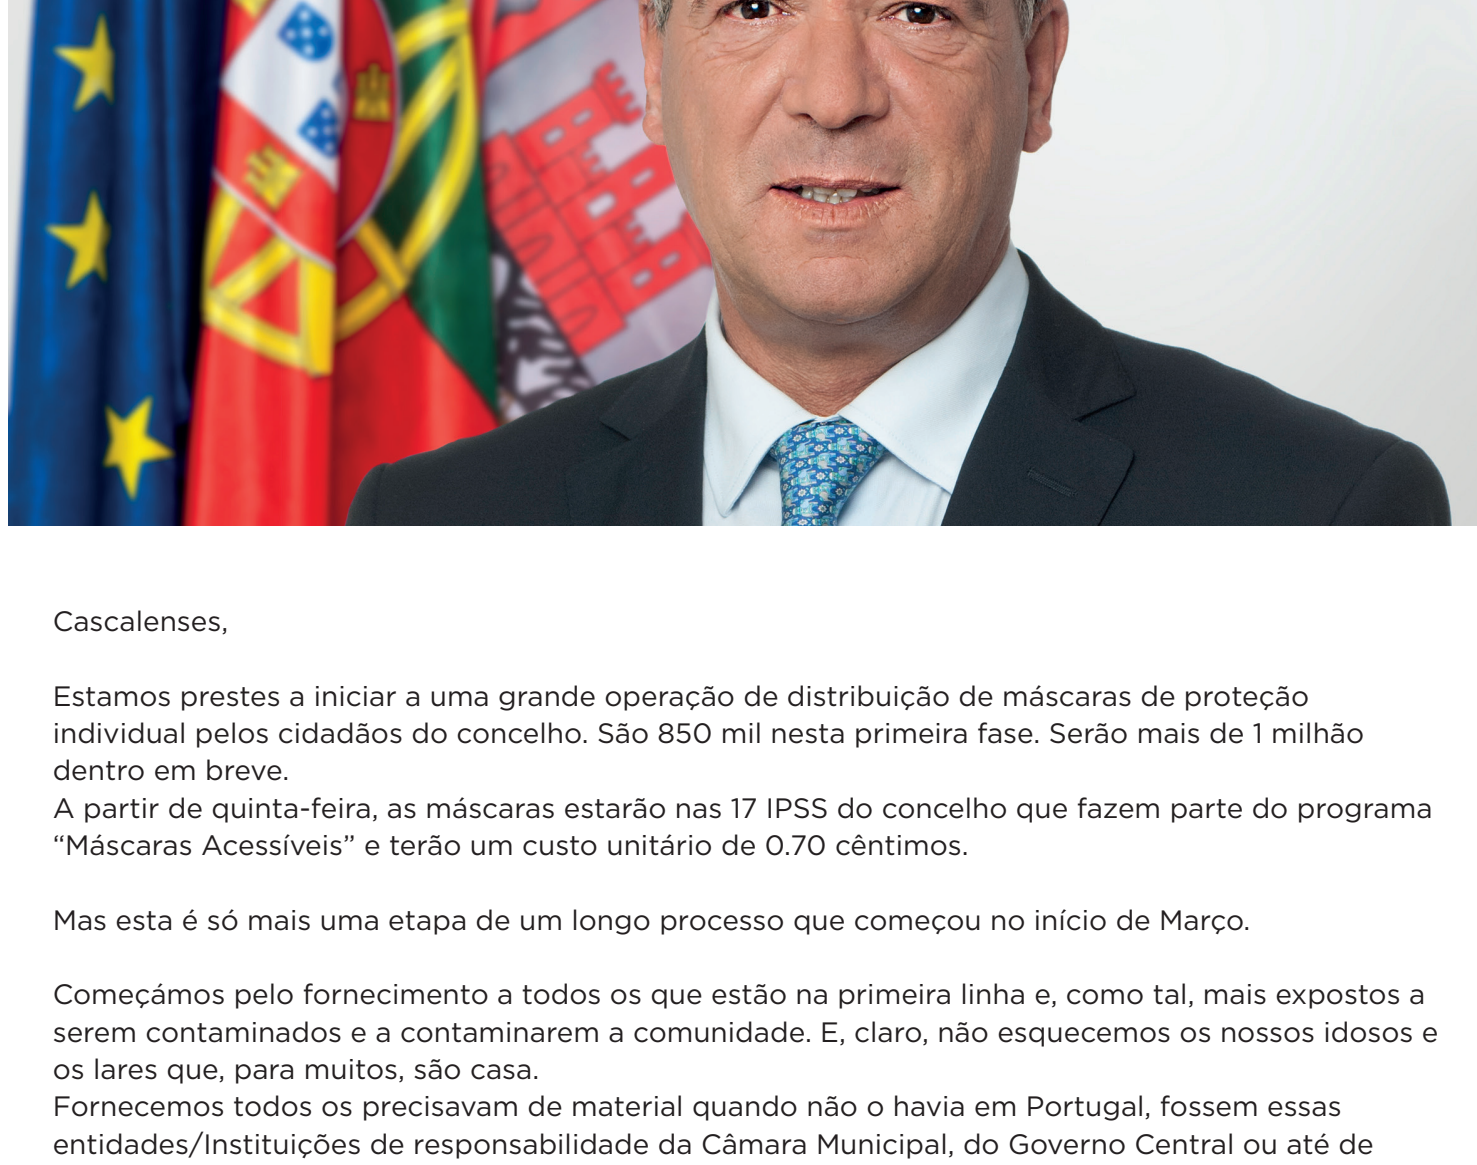 Cascalenses,
Estamos prestes a iniciar a uma grande operação de distribuição de máscaras de proteção
individual pelos cidadãos do concelho. São 850 mil nesta primeira fase. Serão mais de 1 milhão
dentro em breve.
A partir de quinta-feira, as máscaras estarão nas 17 IPSS do concelho que fazem parte do programa
“Máscaras Acessíveis” e terão um custo unitário de 0.70 cêntimos.
Mas esta é só mais uma etapa de um longo processo que começou no início de Março.
Começámos pelo fornecimento a todos os que estão na primeira linha e, como tal, mais expostos a
serem contaminados e a contaminarem a comunidade. E, claro, não esquecemos os nossos idosos e
os lares que, para muitos, são casa.
Fornecemos todos os precisavam de material quando não o havia em Portugal, fossem essas
entidades/Instituições de responsabilidade da Câmara Municipal, do Governo Central ou até de